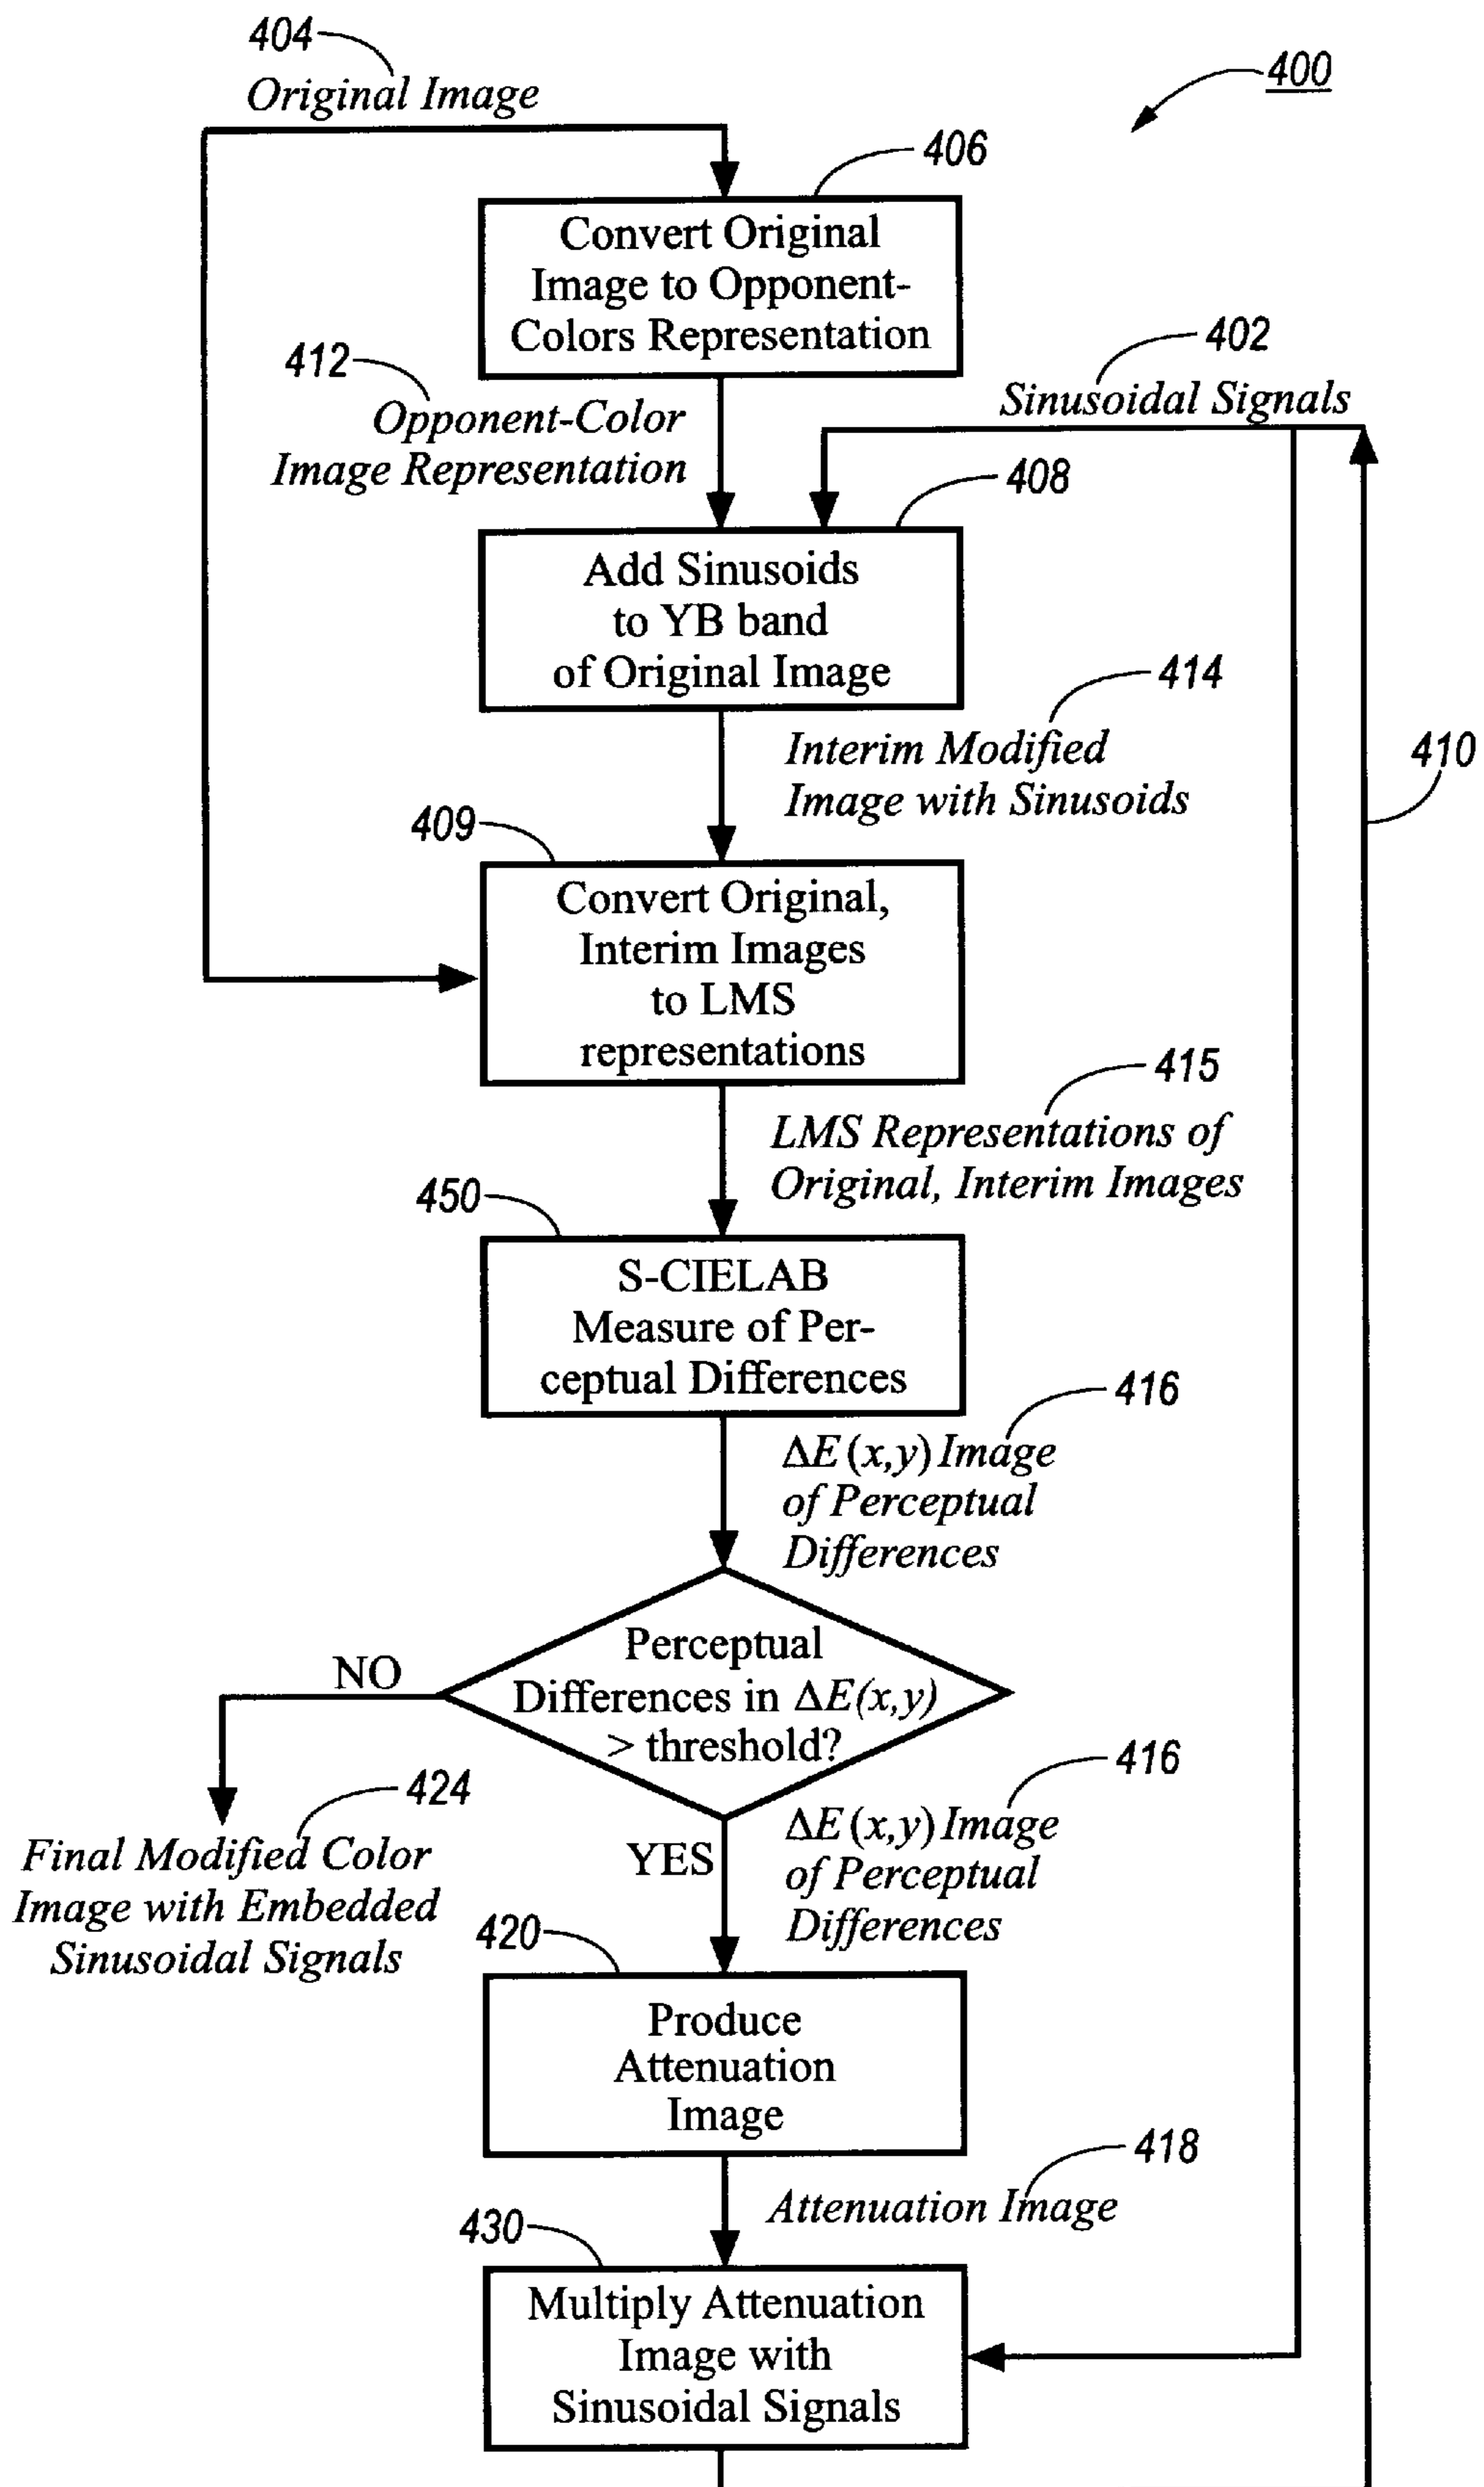 404
Original Image
400
406
Convert Original
Image to Opponent-
Colors Representation
412
Opponent-Color
Image Representation
402
Sinusoidal Signals
408
Add Sinusoids
to YB band
of Original Image
414
Interim Modified
Image with Sinusoids
410
409
Convert Original,
Interim Images
to LMS
representations
415
LMS Representations of
Original, Interim Images
450
S-CIELAB
Measure of Per-
ceptual Differences
416
ΔE (x,y) Image
of Perceptual
Differences
Perceptual
Differences in ΔE(x,y)
> threshold?
NO
424
Final Modified Color
Image with Embedded
Sinusoidal Signals
YES
416
ΔE (x,y) Image
of Perceptual
Differences
420
Produce
Attenuation
Image
418
Attenuation Image
430
Multiply Attenuation
Image with
Sinusoidal Signals